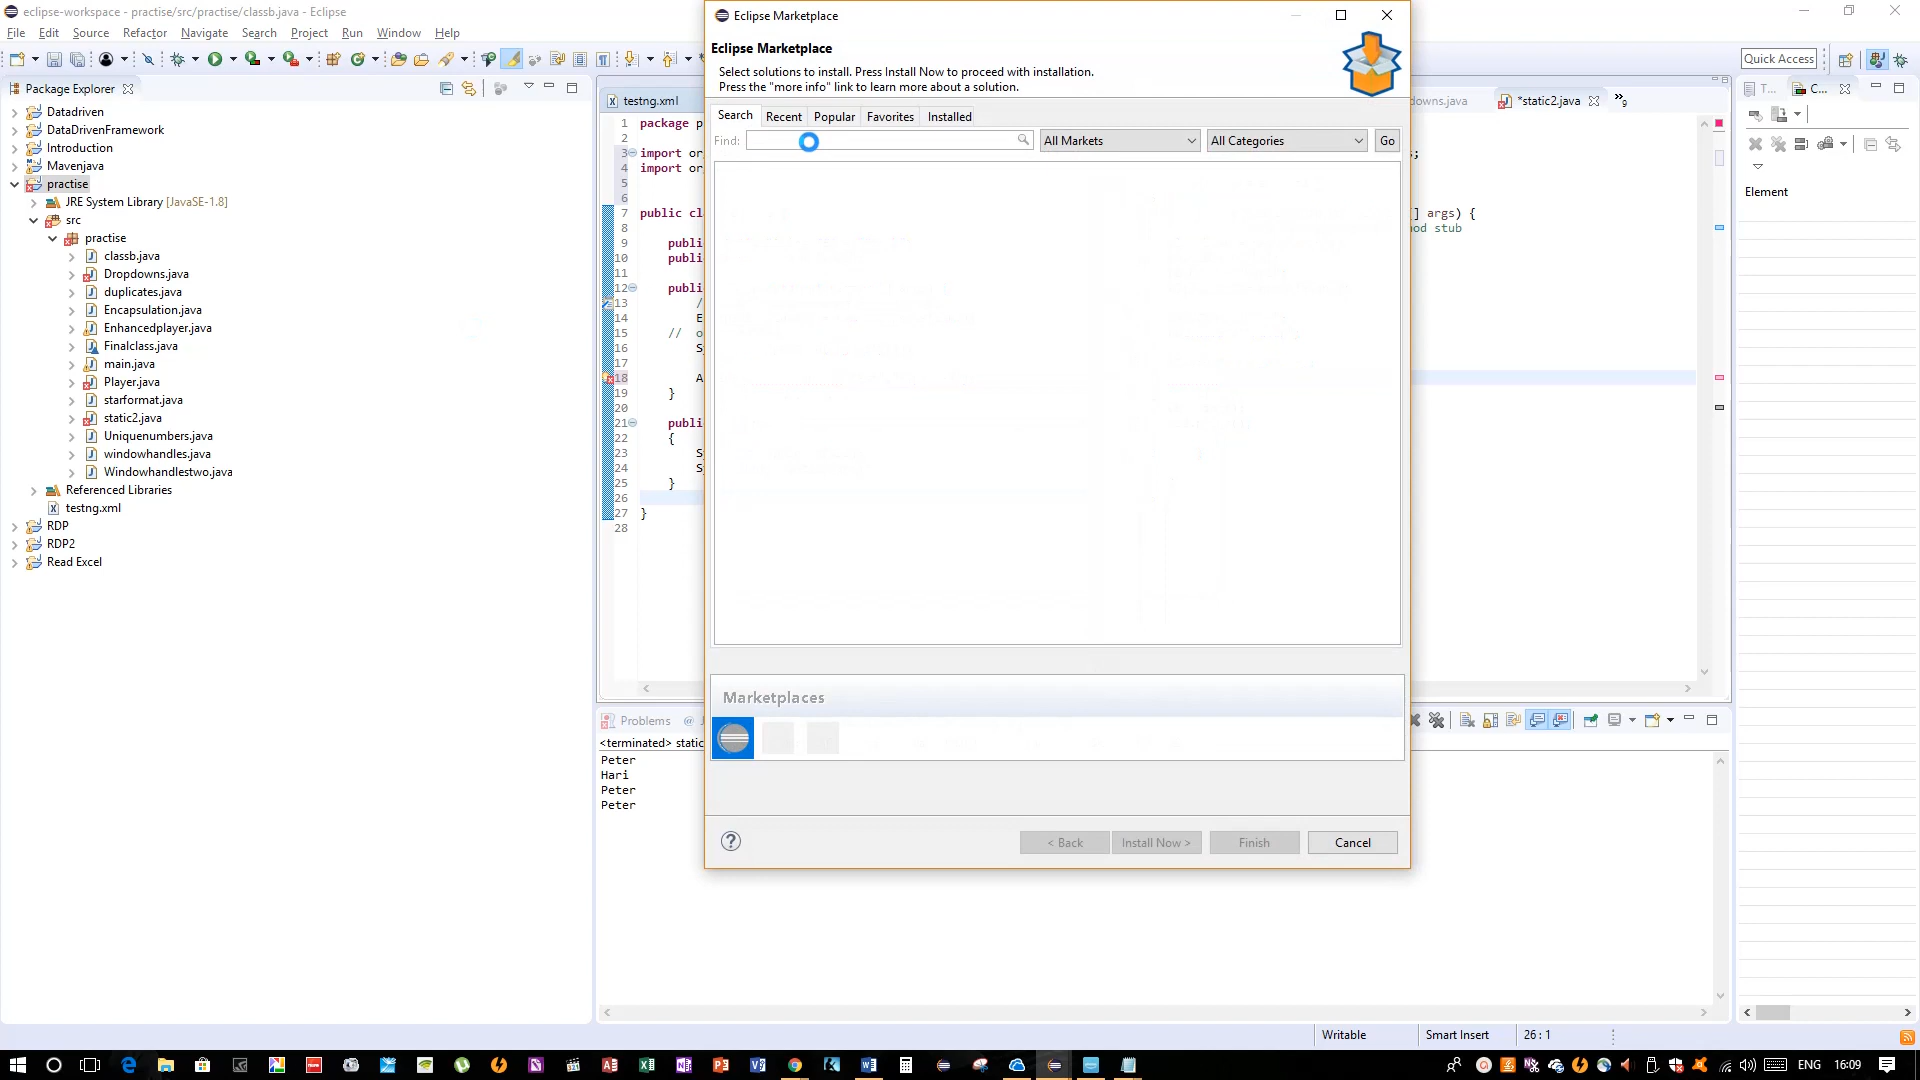 eclipse-workspace - practise/src/practise/classb.java - Eclipse
File Edit Source Refactor Navigate Search Project Run Window Help
Quick Access
Package Explorer
Datadriven
DataDrivenFramework
Introduction
Mavenjava
practise
JRE System Library [JavaSE-1.8]
src
practise
classb.java
Dropdowns.java
duplicates.java
Encapsulation.java
Enhancedplayer.java
Finalclass.java
main.java
Player.java
starformat.java
static2.java
Uniquenumbers.java
windowhandles.java
Windowhandlestwo.java
Referenced Libraries
testng.xml
RDP
RDP2
Read Excel
testng.xml
1 package p
2
3 import or
4 import or
5
6
7 public cl
8
9 publi
10 publi
11
12 publi
13 /
14 E
15 // o
16 S
17
18 A
19 }
20
21 publi
22 {
23 S
24 S
25 }
26
27 }
28
Eclipse Marketplace
Eclipse Marketplace
Select solutions to install. Press Install Now to proceed with installation.
Press the "more info" link to learn more about a solution.
Search Recent Popular Favorites Installed
Find: All Markets All Categories Go
Marketplaces
< Back Install Now > Finish Cancel
downs.java *static2.java »9
s;
[] args) {
hod stub
T... C...
Element
Problems @ J
<terminated> static
Peter
Hari
Peter
Peter
Writable Smart Insert 26 : 1
ENG 16:09